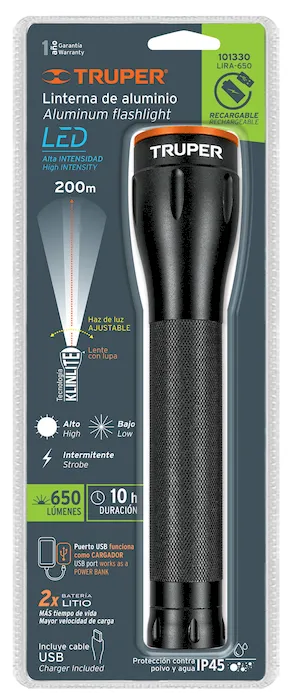 1 año Garantía
Warranty
101330
LIRA-650
TRUPER
Linterna de aluminio
Aluminum flashlight
LED
Alta INTENSIDAD
High INTENSITY
RECARGABLE
RECHARGEABLE
200m
TRUPER
Haz de luz
AJUSTABLE
Lente
con lupa
Tecnología
KLINLITE
Alto
High
Bajo
Low
Intermitente
Strobe
650
LÚMENES
10 h
DURACIÓN
Puerto USB funciona
como CARGADOR
USB port works as a
POWER BANK
2x BATERÍA
LITIO
MÁS tiempo de vida
Mayor velocidad de carga
Incluye cable
USB
Charger Included
Protección contra
polvo y agua IP45